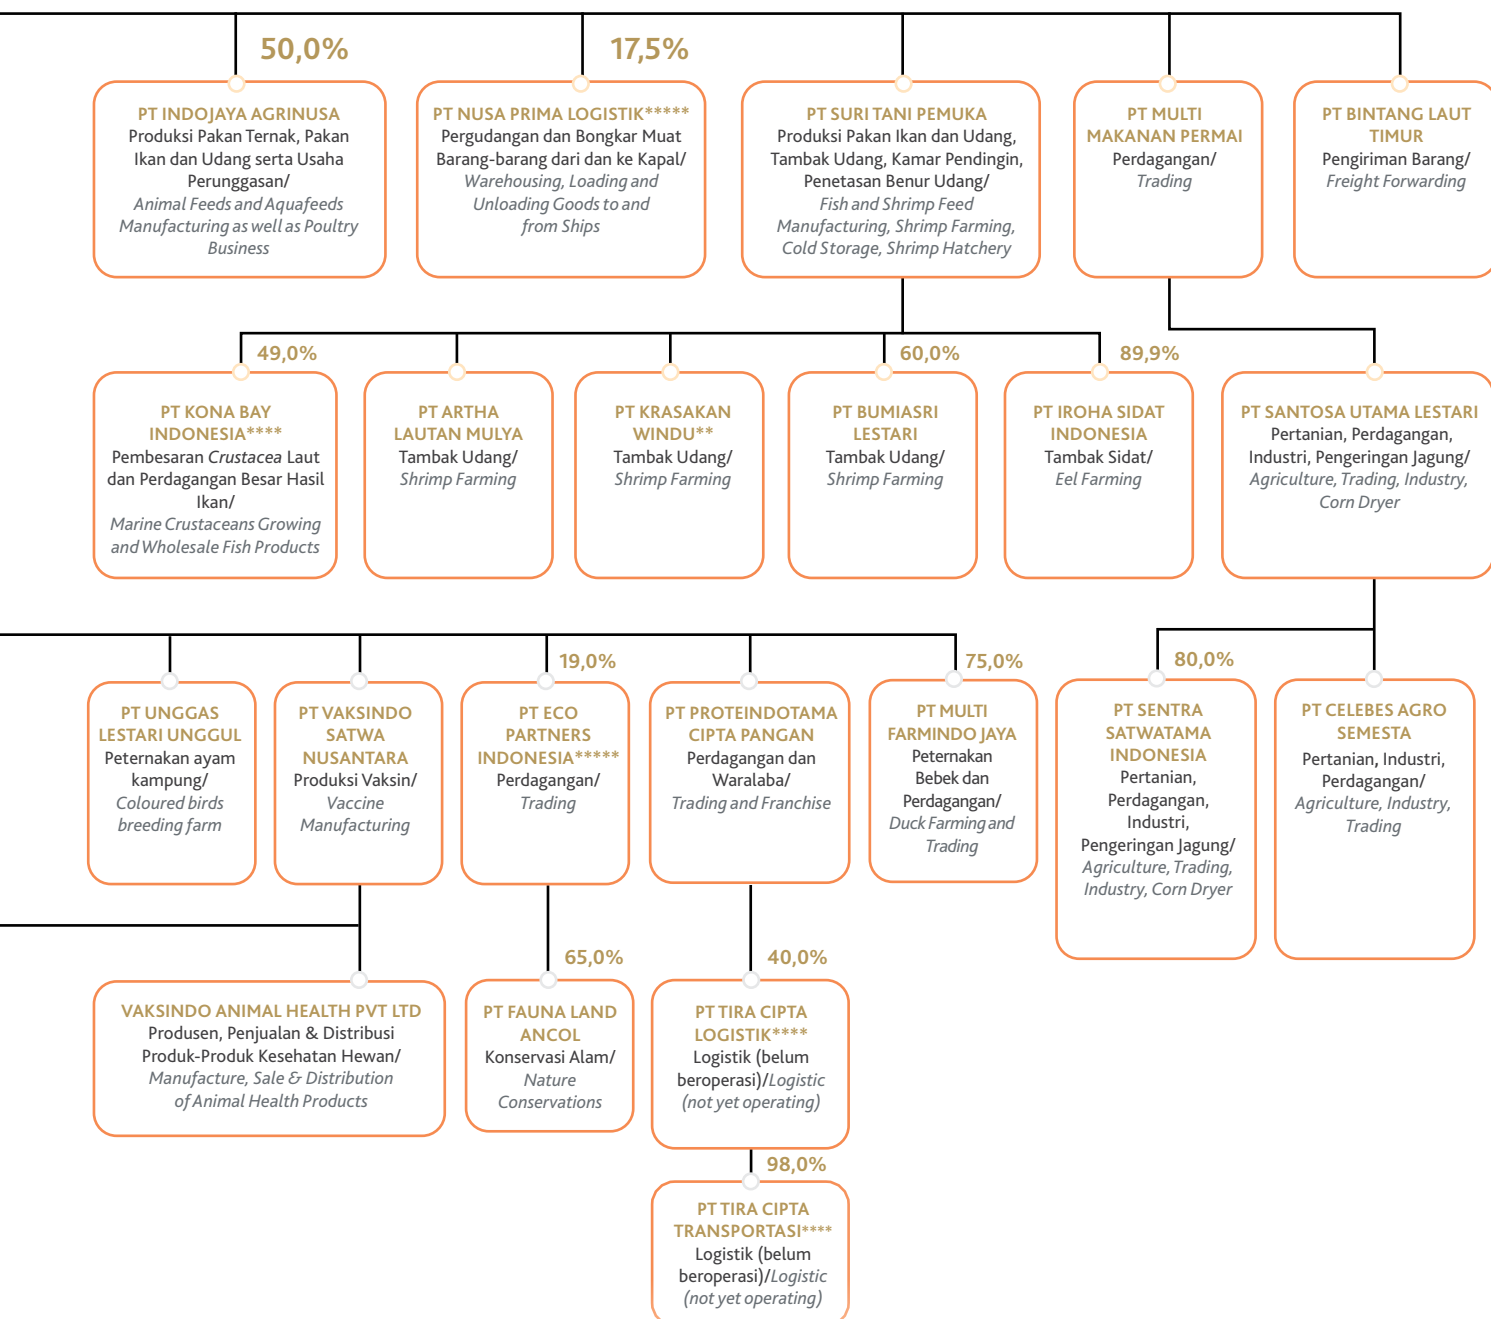 50,0%
PT INDOJAYA AGRINUSA
Produksi Pakan Ternak, Pakan
Ikan dan Udang serta Usaha
Perunggasan/
Animal Feeds and Aquafeeds
Manufacturing as well as Poultry
Business
17,5%
PT NUSA PRIMA LOGISTIK*****
Pergudangan dan Bongkar Muat
Barang-barang dari dan ke Kapal/
Warehousing, Loading and
Unloading Goods to and
from Ships
PT SURI TANI PEMUKA
Produksi Pakan Ikan dan Udang,
Tambak Udang, Kamar Pendingin,
Penetasan Benur Udang/
Fish and Shrimp Feed
Manufacturing, Shrimp Farming,
Cold Storage, Shrimp Hatchery
PT MULTI
MAKANAN PERMAI
Perdagangan/
Trading
PT BINTANG LAUT
TIMUR
Pengiriman Barang/
Freight Forwarding
49,0%
PT KONA BAY
INDONESIA****
Pembesaran Crustacea Laut
dan Perdagangan Besar Hasil
Ikan/
Marine Crustaceans Growing
and Wholesale Fish Products
PT ARTHA
LAUTAN MULYA
Tambak Udang/
Shrimp Farming
PT KRASAKAN
WINDU**
Tambak Udang/
Shrimp Farming
60,0%
PT BUMIASRI
LESTARI
Tambak Udang/
Shrimp Farming
89,9%
PT IROHA SIDAT
INDONESIA
Tambak Sidat/
Eel Farming
PT SANTOSA UTAMA LESTARI
Pertanian, Perdagangan,
Industri, Pengeringan Jagung/
Agriculture, Trading, Industry,
Corn Dryer
PT UNGGAS
LESTARI UNGGUL
Peternakan ayam
kampung/
Coloured birds
breeding farm
PT VAKSINDO
SATWA
NUSANTARA
Produksi Vaksin/
Vaccine
Manufacturing
19,0%
PT ECO
PARTNERS
INDONESIA*****
Perdagangan/
Trading
PT PROTEINDOTAMA
CIPTA PANGAN
Perdagangan dan
Waralaba/
Trading and Franchise
75,0%
PT MULTI
FARMINDO JAYA
Peternakan
Bebek dan
Perdagangan/
Duck Farming and
Trading
80,0%
PT SENTRA
SATWATAMA
INDONESIA
Pertanian,
Perdagangan,
Industri,
Pengeringan Jagung/
Agriculture, Trading,
Industry, Corn Dryer
PT CELEBES AGRO
SEMESTA
Pertanian, Industri,
Perdagangan/
Agriculture, Industry,
Trading
VAKSINDO ANIMAL HEALTH PVT LTD
Produsen, Penjualan & Distribusi
Produk-Produk Kesehatan Hewan/
Manufacture, Sale & Distribution
of Animal Health Products
65,0%
PT FAUNA LAND
ANCOL
Konservasi Alam/
Nature
Conservations
40,0%
PT TIRA CIPTA
LOGISTIK****
Logistik (belum
beroperasi)/Logistic
(not yet operating)
98,0%
PT TIRA CIPTA
TRANSPORTASI****
Logistik (belum
beroperasi)/Logistic
(not yet operating)